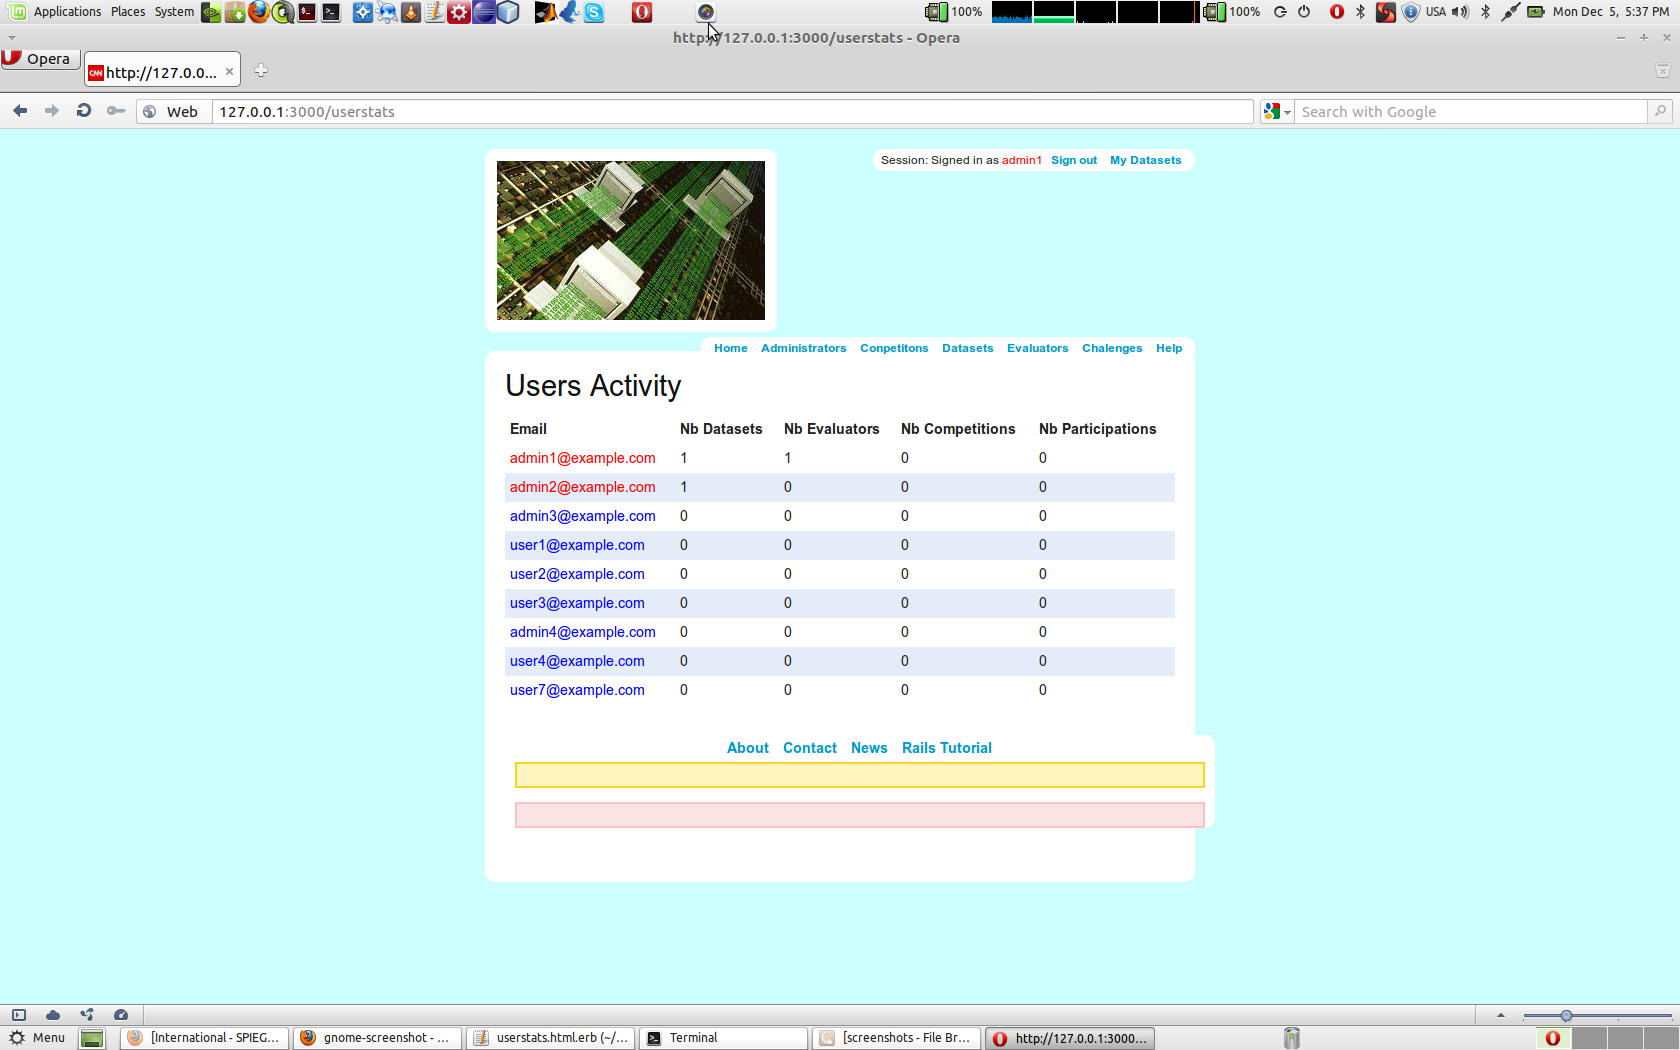 Applications Places System 100% 100% USA Mon Dec 5, 5:37 PM
http://127.0.0.1:3000/userstats - Opera
Opera CNN http://127.0.0...
Web 127.0.0.1:3000/userstats Search with Google
Session: Signed in as admin1 Sign out My Datasets
Home Administrators Conpetitons Datasets Evaluators Chalenges Help
Users Activity
Email Nb Datasets Nb Evaluators Nb Competitions Nb Participations
admin1@example.com 1 1 0 0
admin2@example.com 1 0 0 0
admin3@example.com 0 0 0 0
user1@example.com 0 0 0 0
user2@example.com 0 0 0 0
user3@example.com 0 0 0 0
admin4@example.com 0 0 0 0
user4@example.com 0 0 0 0
user7@example.com 0 0 0 0
About Contact News Rails Tutorial
Menu [International - SPIEG... gnome-screenshot - ... userstats.html.erb (~/... Terminal [screenshots - File Br... http://127.0.0.1:3000...